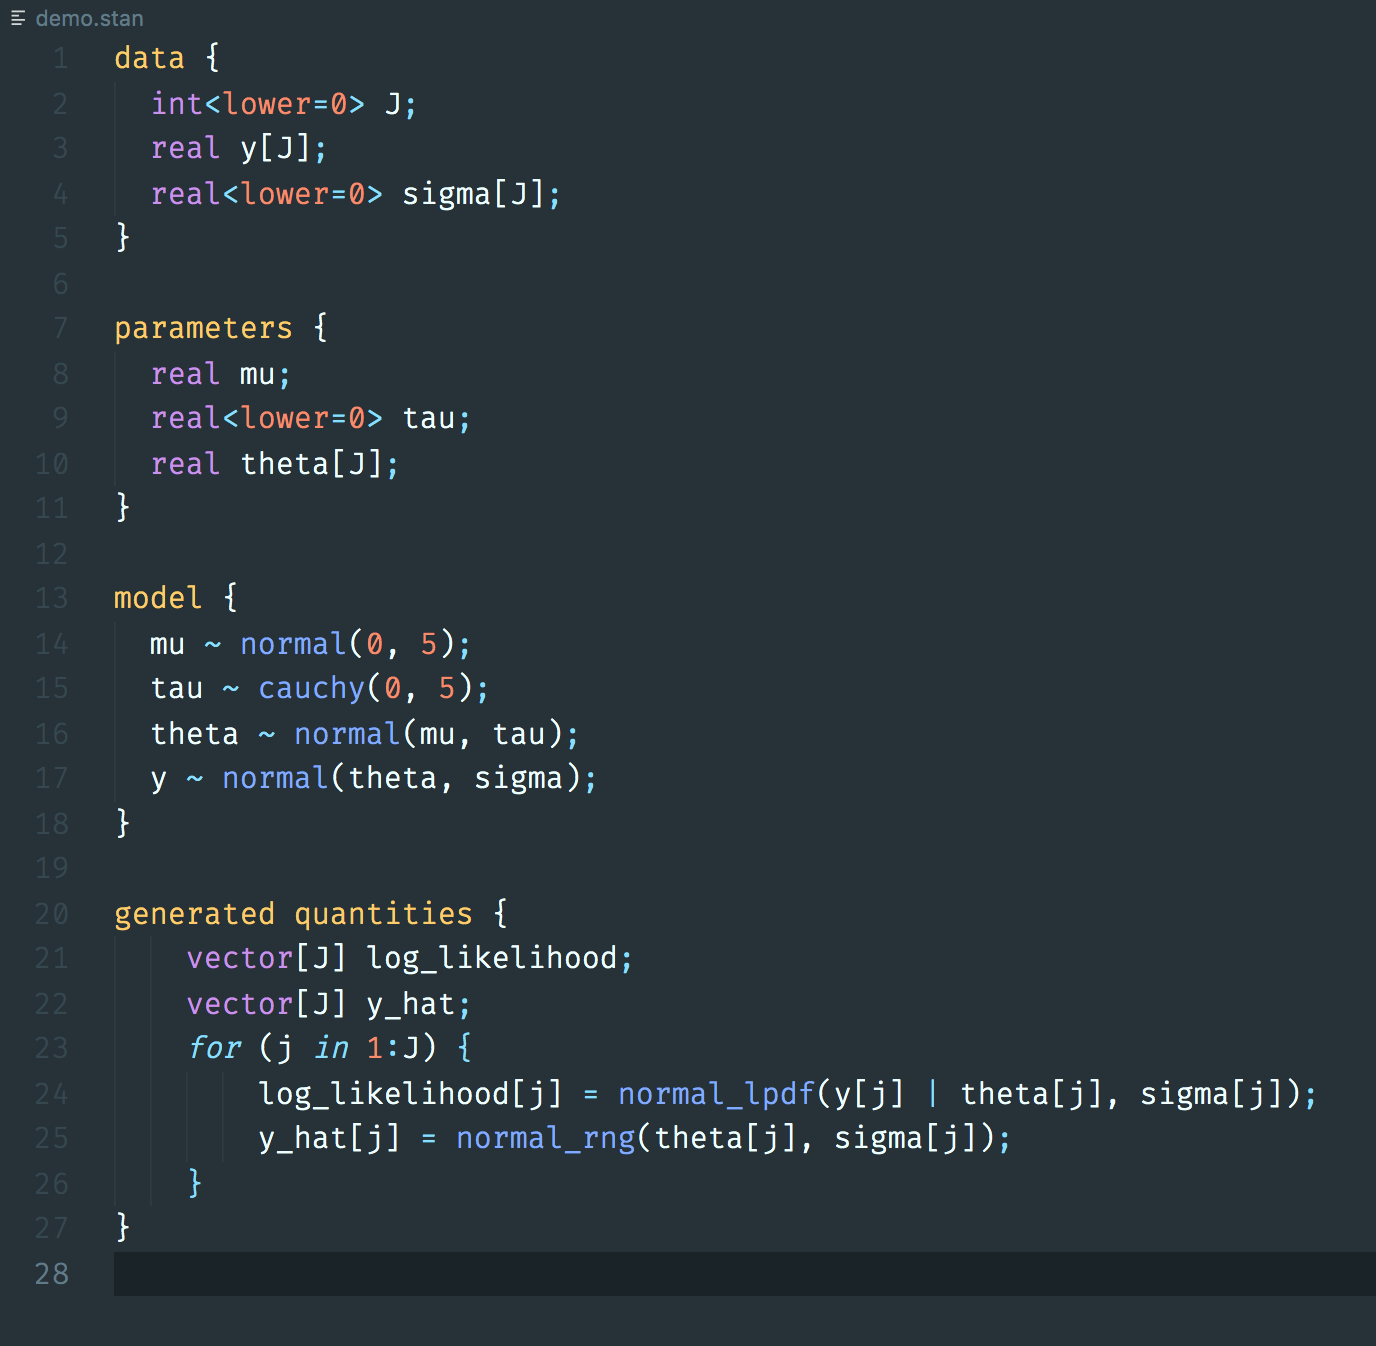 demo.stan
1 data {
2   int<lower=0> J;
3   real y[J];
4   real<lower=0> sigma[J];
5 }
6
7 parameters {
8   real mu;
9   real<lower=0> tau;
10   real theta[J];
11 }
12
13 model {
14   mu ~ normal(0, 5);
15   tau ~ cauchy(0, 5);
16   theta ~ normal(mu, tau);
17   y ~ normal(theta, sigma);
18 }
19
20 generated quantities {
21     vector[J] log_likelihood;
22     vector[J] y_hat;
23     for (j in 1:J) {
24         log_likelihood[j] = normal_lpdf(y[j] | theta[j], sigma[j]);
25         y_hat[j] = normal_rng(theta[j], sigma[j]);
26     }
27 }
28